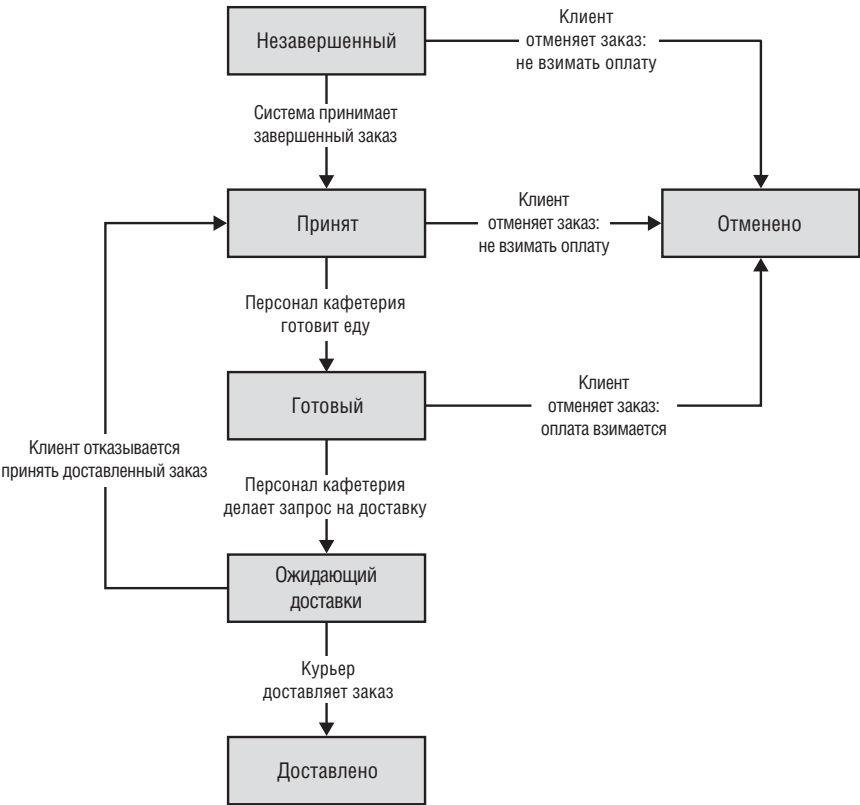 Незавершенный
Клиент
отменяет заказ:
не взимать оплату
Система принимает
завершенный заказ
Принят
Клиент
отменяет заказ:
не взимать оплату
Отменено
Персонал кафетерия
готовит еду
Готовый
Клиент
отменяет заказ:
оплата взимается
Клиент отказывается
принять доставленный заказ
Персонал кафетерия
делает запрос на доставку
Ожидающий
доставки
Курьер
доставляет заказ
Доставлено